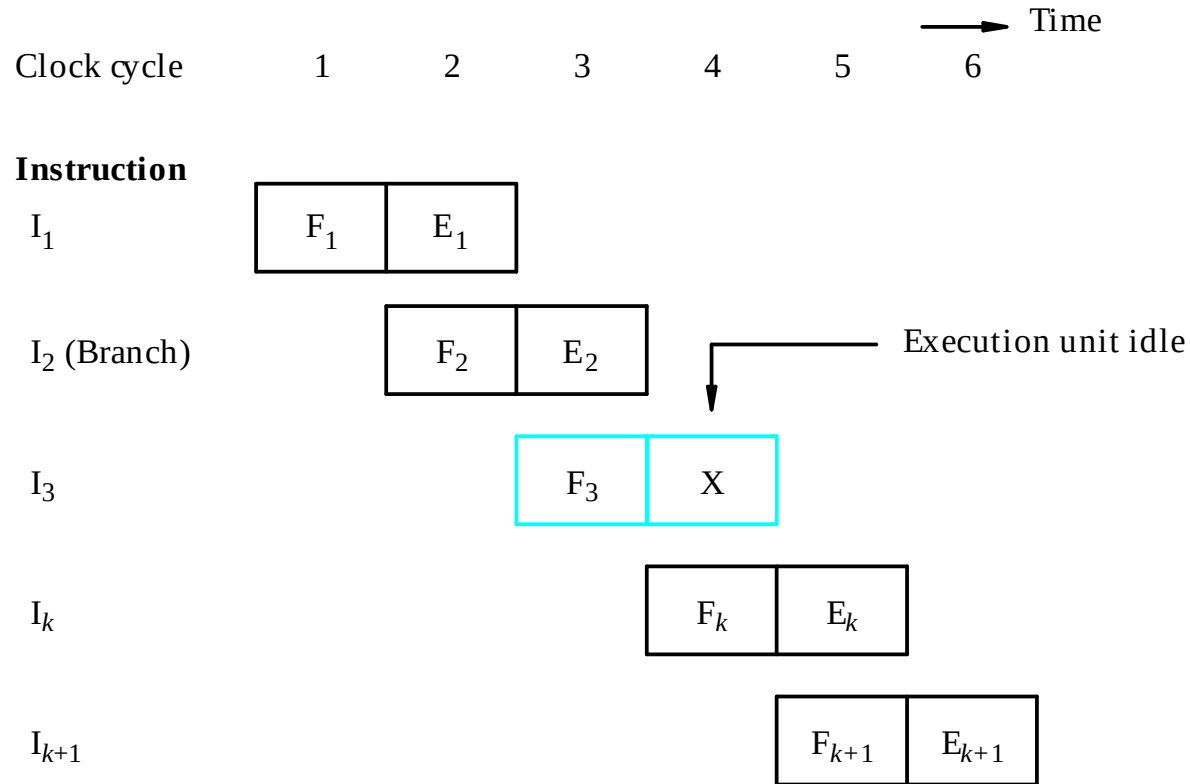 Time
Clock cycle 1 2 3 4 5 6
Instruction
I₁ F₁ E₁
I₂ (Branch) F₂ E₂
Execution unit idle
I₃ F₃ X
Iₖ Fₖ Eₖ
Iₖ₊₁ Fₖ₊₁ Eₖ₊₁